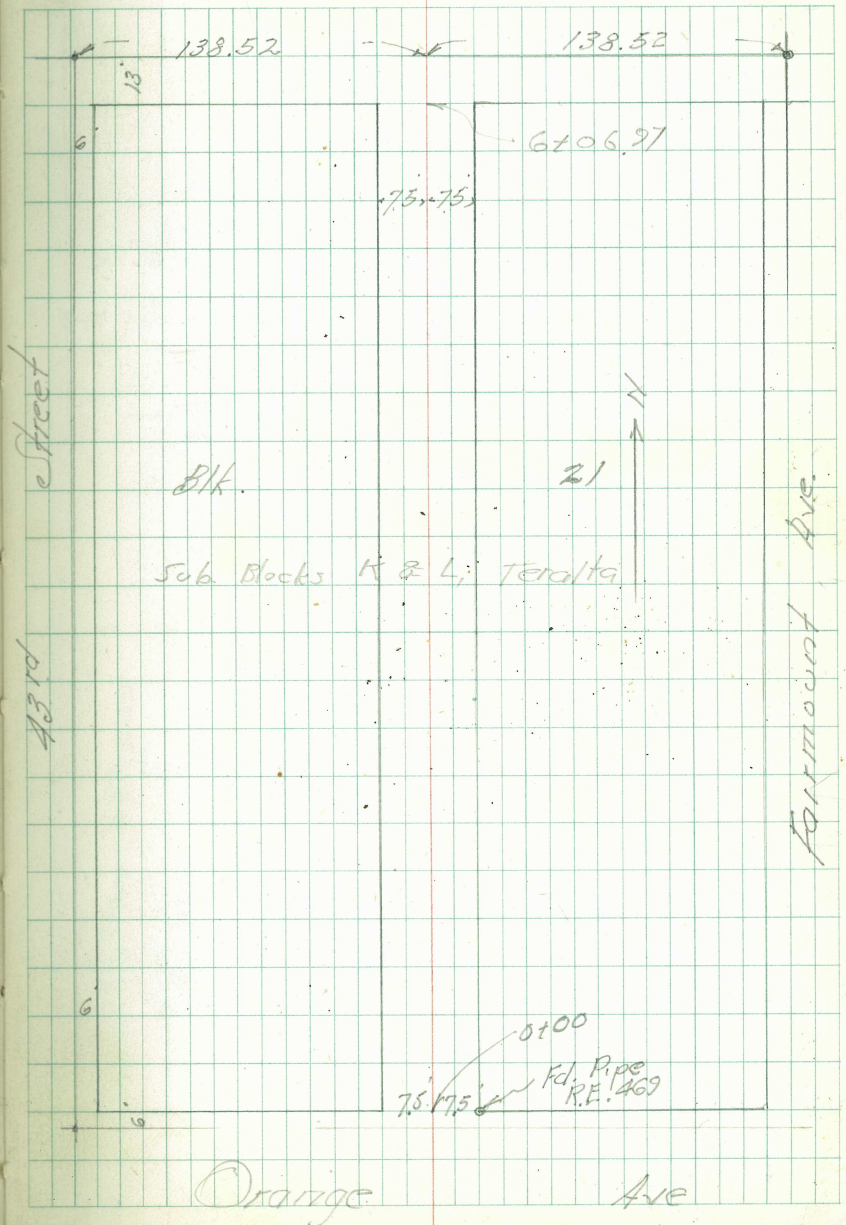 138.52 138.52
13'
6'
6+06.97
7.5, 7.5,
N
Street
Blk. 21
Sub Blocks K & L, Teralta
43rd
Fairmount Ave.
6'
0+00
Fd. Pipe
R.E. 469
7.5' 7.5'
6'
Orange Ave